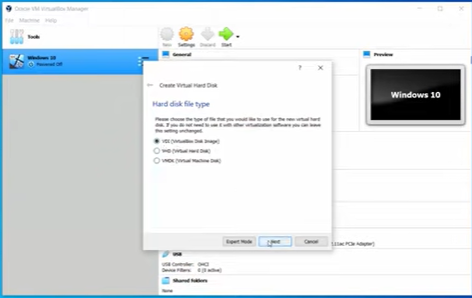 Oracle VM VirtualBox Manager
File Machine Help
Tools
New Settings Discard Start
Windows 10
Powered Off
General
Preview
Windows 10
? ×
Create Virtual Hard Disk
Hard disk file type
Please choose the type of file that you would like to use for the new virtual hard
disk. If you do not need to use it with other virtualization software you can leave
this setting unchanged.
VDI (VirtualBox Disk Image)
VHD (Virtual Hard Disk)
VMDK (Virtual Machine Disk)
Expert Mode Next Cancel
PCIe Adapter)
USB
USB Controller: OHCI
Device Filters: 0 (0 active)
Shared folders
None